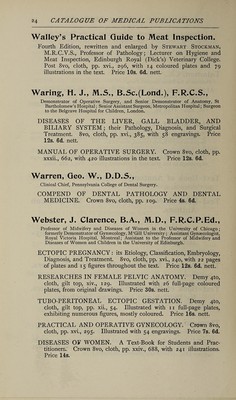 24 CATALOGUE OF MEDICAL PUBLICATIONS
Walley's Practical Guide to Meat Inspection.
Fourth Edition, rewritten and enlarged by Stewart Stockman,
M.R.C.V.S., Professor of Pathology; Lecturer on Hygiene and
Meat Inspection, Edinburgh Royal (Dick's) Veterinary College.
Post 8vo, cloth, pp. xvi., 296, with 14 coloured plates and 79
illustrations in the text. Price 10s. 6d. nett.
Waring, H. J., M.S., B.Sc.(Lond.), F.R.C.S.,
Demonstrator of Operative Surgery, and Senior Demonstrator of Anatomy, St
Bartholomew's Hospital; Senior Assistant Surgeon, Metropolitan Hospital; Surgeon
to the Belgrave Hospital for Children, London.
DISEASES OF THE LIVER, GALL BLADDER, AND
BILIARY SYSTEM; their Pathology, Diagnosis, and Surgical
Treatment. 8vo, cloth, pp. xvi., 385, with 58 engravings. Price
12s. 6d. nett.
MANUAL OF OPERATIVE SURGERY. Crown 8vo, cloth, pp.
xxxii., 661, with 420 illustrations in the text. Price 12s. 6d.
Warren, Geo. W., D.D.S.,
Clinical Chief, Pennsylvania College of Dental Surgery.
COMPEND OF DENTAL PATHOLOGY AND DENTAL
MEDICINE. Crown 8vo, cloth, pp. 109. Price 4s. 6d.
Webster, J. Clarence, B.A., M.D., F.R.C.P.Ed.,
Professor of Midwifery and Diseases of Women in the University of Chicago;
formerly Demonstrator of Gynæcology, M'Gill University; Assistant Gynæcologist,
Royal Victoria Hospital, Montreal; Assistant to the Professor of Midwifery and
Diseases of Women and Children in the University of Edinburgh.
ECTOPIC PREGNANCY: its Etiology, Classification, Embryology,
Diagnosis, and Treatment. 8vo, cloth, pp. xvi., 240, with 22 pages
of plates and 13 figures throughout the text. Price 12s. 6d. nett.
RESEARCHES IN FEMALE PELVIC ANATOMY. Demy 4to,
cloth, gilt top, xiv., 129. Illustrated with 26 full-page coloured
plates, from original drawings. Price 30s. nett.
TUBO-PERITONEAL ECTOPIC GESTATION. Demy 4to,
cloth, gilt top, pp. xii., 54. Illustrated with 11 full-page plates,
exhibiting numerous figures, mostly coloured. Price 16s. nett.
PRACTICAL AND OPERATIVE GYNECOLOGY. Crown 8vo,
cloth, pp. xvi., 295. Illustrated with 54 engravings. Price 7s. 6d. nett.
DISEASES OF WOMEN. A Text-Book for Students and Prac-
titioners. Crown 8vo, cloth, pp. xxiv., 688, with 241 illustrations.
Price 14s.